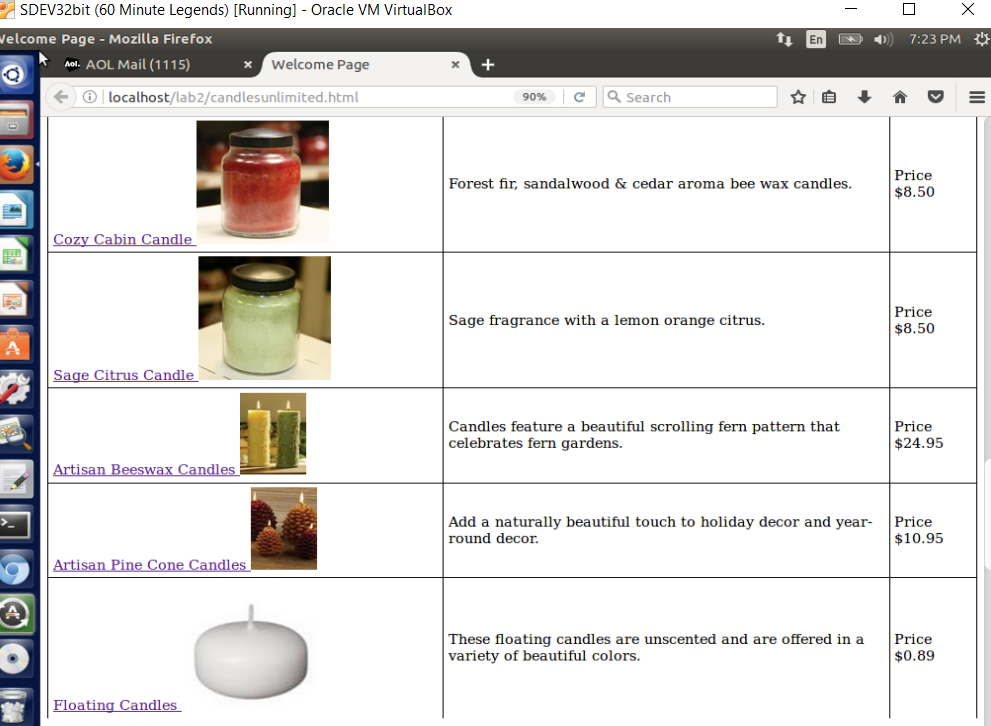 SDEV32bit (60 Minute Legends) [Running] - Oracle VM VirtualBox
Welcome Page - Mozilla Firefox
En
7:23 PM
Aol. AOL Mail (1115) × Welcome Page × +
localhost/lab2/candlesunlimited.html 90% Search
Forest fir, sandalwood & cedar aroma bee wax candles.
Price
$8.50
Cozy Cabin Candle
Sage fragrance with a lemon orange citrus.
Price
$8.50
Sage Citrus Candle
Candles feature a beautiful scrolling fern pattern that
celebrates fern gardens.
Price
$24.95
Artisan Beeswax Candles
Add a naturally beautiful touch to holiday decor and year-
round decor.
Price
$10.95
Artisan Pine Cone Candles
These floating candles are unscented and are offered in a
variety of beautiful colors.
Price
$0.89
Floating Candles